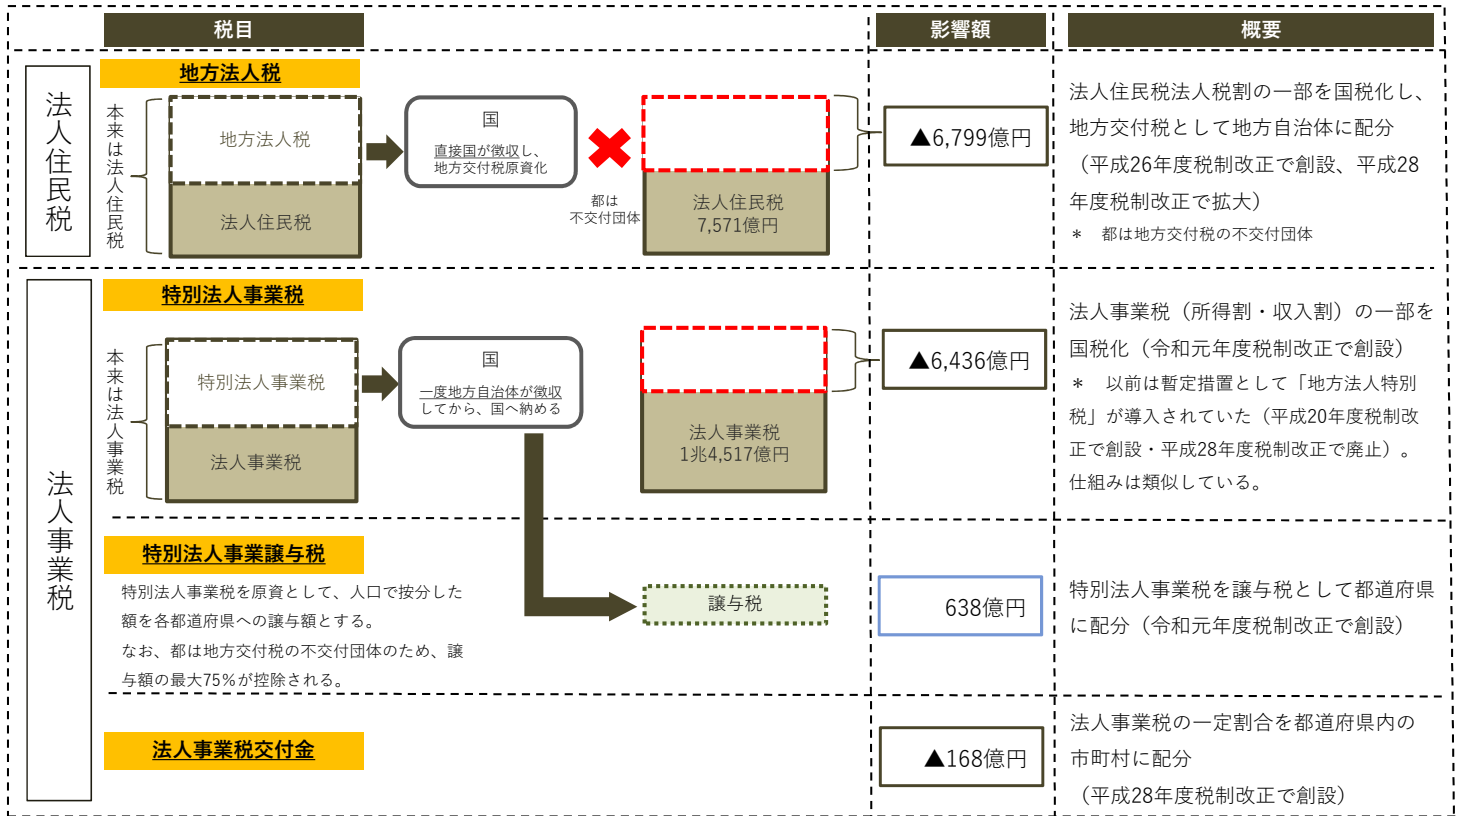 税目
影響額
概要
法人住民税
地方法人税
本来は法人住民税
地方法人税
法人住民税
国
直接国が徴収し、
地方交付税原資化
都は
不交付団体
法人住民税
7,571億円
▲6,799億円
法人住民税法人税割の一部を国税化し、
地方交付税として地方自治体に配分
（平成26年度税制改正で創設、平成28
年度税制改正で拡大）
＊　都は地方交付税の不交付団体
法人事業税
特別法人事業税
本来は法人事業税
特別法人事業税
法人事業税
国
一度地方自治体が徴収
してから、国へ納める
法人事業税
1兆4,517億円
▲6,436億円
法人事業税（所得割・収入割）の一部を
国税化（令和元年度税制改正で創設）
＊　以前は暫定措置として「地方法人特別
税」が導入されていた（平成20年度税制改
正で創設・平成28年度税制改正で廃止）。
仕組みは類似している。
特別法人事業譲与税
特別法人事業税を原資として、人口で按分した
額を各都道府県への譲与額とする。
なお、都は地方交付税の不交付団体のため、譲
与額の最大75％が控除される。
譲与税
638億円
特別法人事業税を譲与税として都道府県
に配分（令和元年度税制改正で創設）
法人事業税交付金
▲168億円
法人事業税の一定割合を都道府県内の
市町村に配分
（平成28年度税制改正で創設）